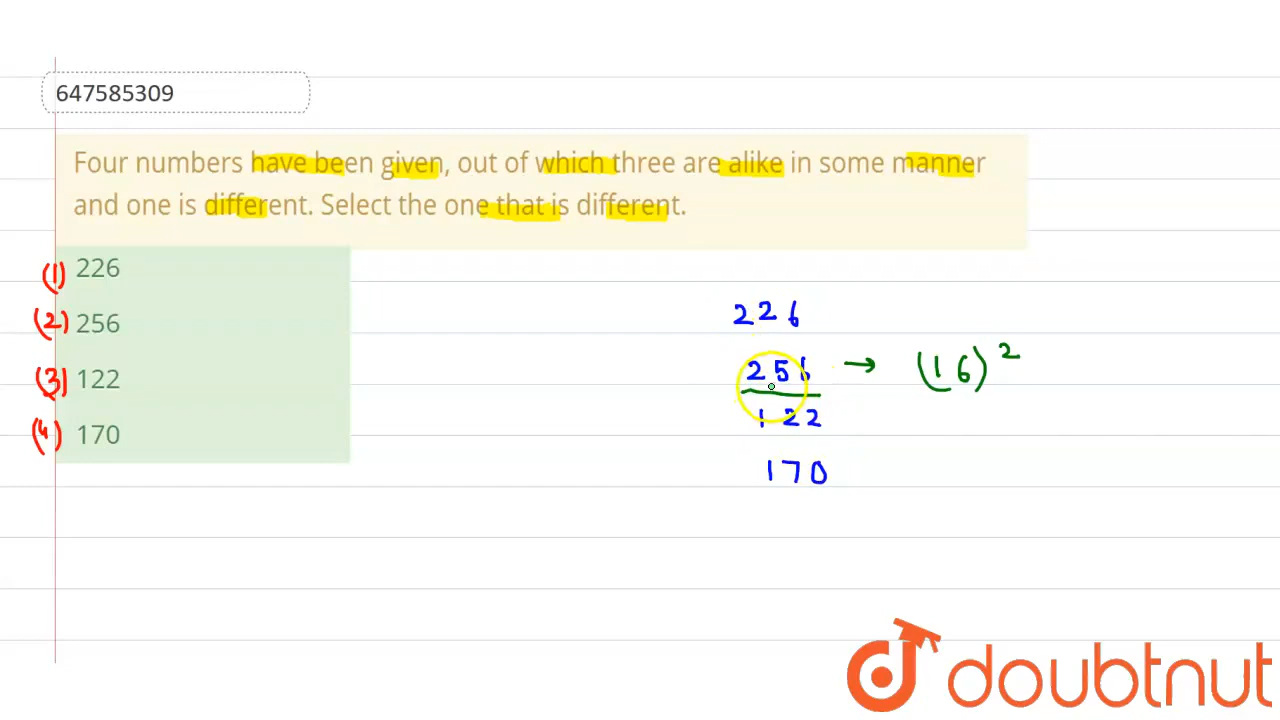 647585309
Four numbers have been given, out of which three are alike in some manner
and one is different. Select the one that is different.
(1) 226
(2) 256
(3) 122
(4) 170
226
256 → (16)²
122
170
doubtnut